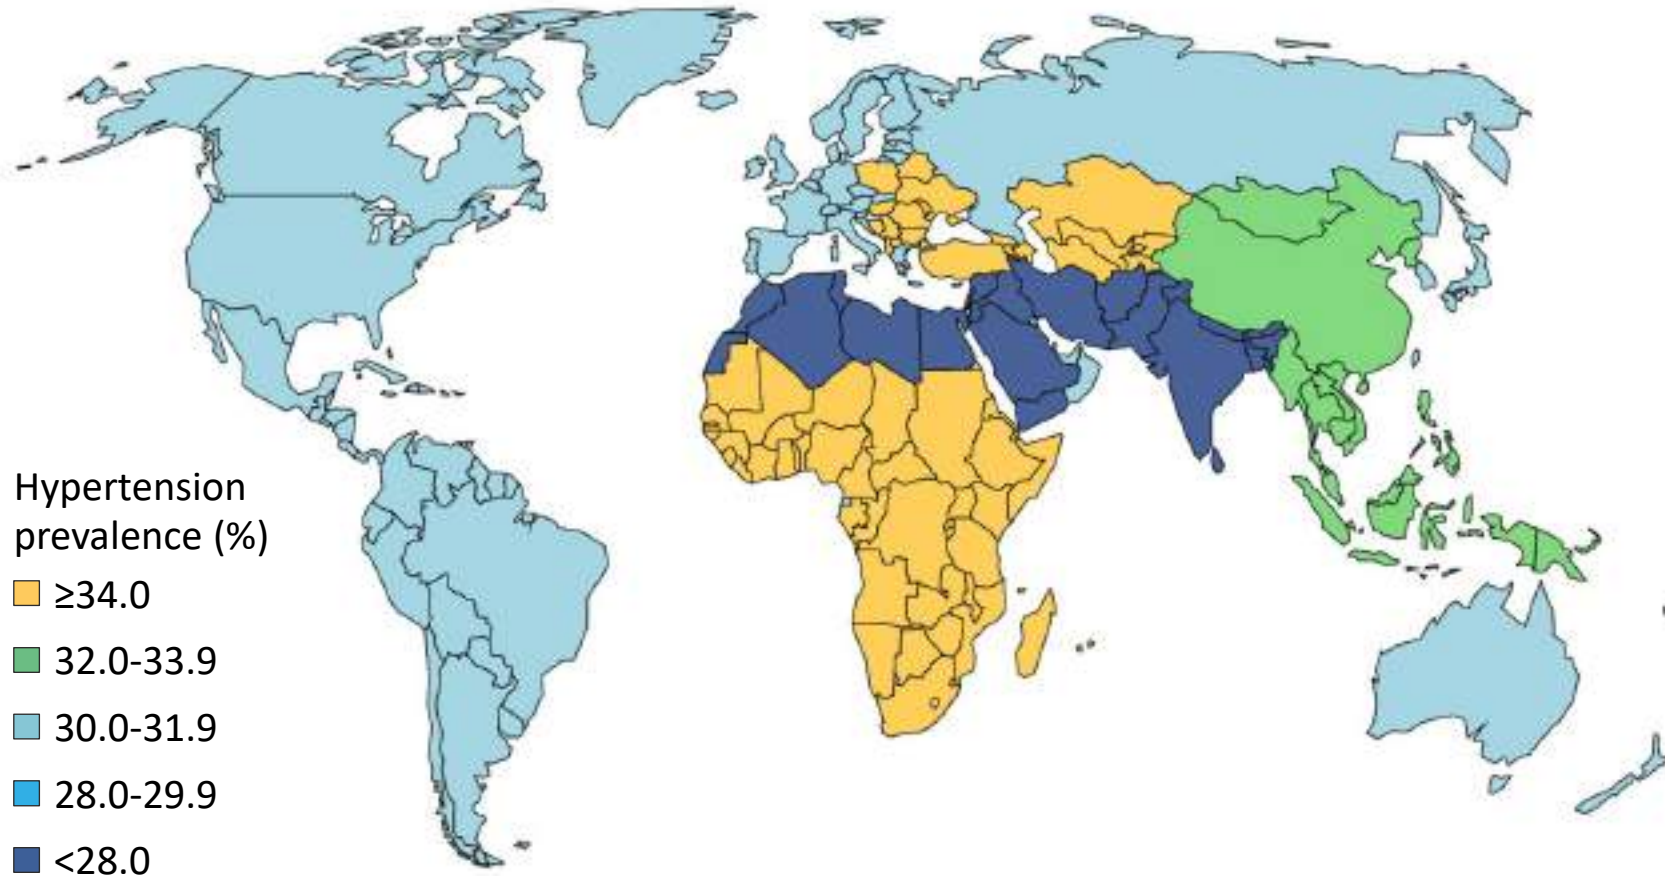 Hypertension
prevalence (%)
≥34.0
32.0-33.9
30.0-31.9
28.0-29.9
<28.0